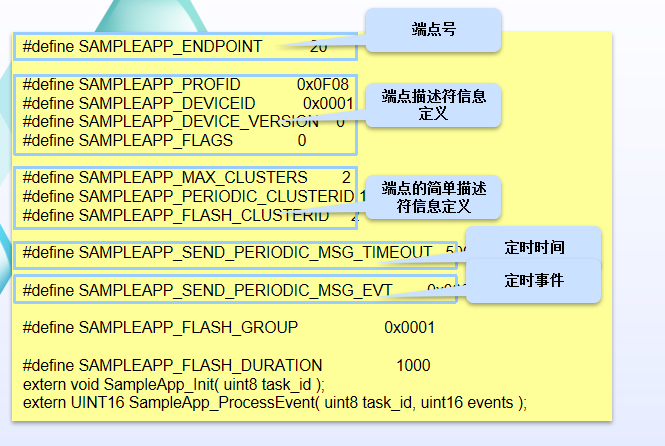 #define SAMPLEAPP_ENDPOINT 20
端点号
#define SAMPLEAPP_PROFID 0x0F08
#define SAMPLEAPP_DEVICEID 0x0001
#define SAMPLEAPP_DEVICE_VERSION 0
#define SAMPLEAPP_FLAGS 0
端点描述符信息
定义
#define SAMPLEAPP_MAX_CLUSTERS 2
#define SAMPLEAPP_PERIODIC_CLUSTERID 1
#define SAMPLEAPP_FLASH_CLUSTERID 2
端点的简单描述
符信息定义
#define SAMPLEAPP_SEND_PERIODIC_MSG_TIMEOUT
定时时间
#define SAMPLEAPP_SEND_PERIODIC_MSG_EVT
定时事件
#define SAMPLEAPP_FLASH_GROUP 0x0001
#define SAMPLEAPP_FLASH_DURATION 1000
extern void SampleApp_Init( uint8 task_id );
extern UINT16 SampleApp_ProcessEvent( uint8 task_id, uint16 events );